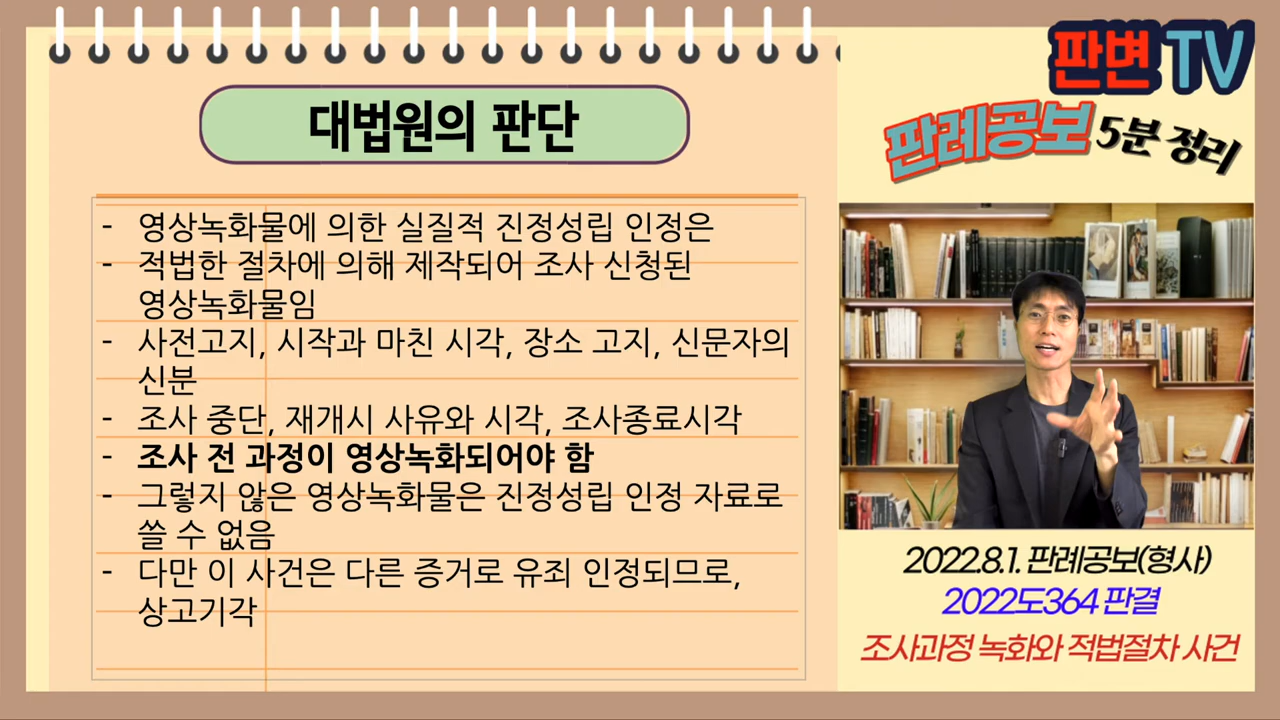 대법원의 판단
- 영상녹화물에 의한 실질적 진정성립 인정은
- 적법한 절차에 의해 제작되어 조사 신청된
영상녹화물임
- 사전고지, 시작과 마친 시각, 장소 고지, 신문자의
신분
- 조사 중단, 재개시 사유와 시각, 조사종료시각
- 조사 전 과정이 영상녹화되어야 함
- 그렇지 않은 영상녹화물은 진정성립 인정 자료로
쓸 수 없음
- 다만 이 사건은 다른 증거로 유죄 인정되므로,
상고기각
판변 TV
판례공보 5분 정리
2022.8.1. 판례공보(형사)
2022도364 판결
조사과정 녹화와 적법절차 사건